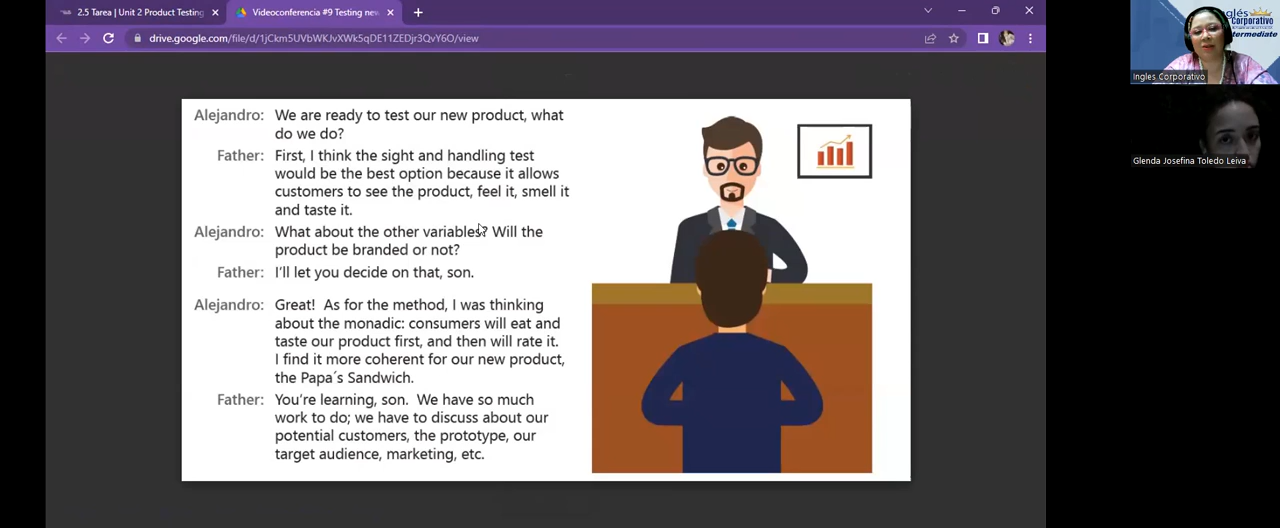 2.5 Tarea | Unit 2 Product Testing
Videoconferencia #9 Testing new
drive.google.com/file/d/1jCkm5UVbWKJvXWk5qDE11ZEDjr3QvY6O/view
Alejandro: We are ready to test our new product, what
do we do?
Father: First, I think the sight and handling test
would be the best option because it allows
customers to see the product, feel it, smell it
and taste it.
Alejandro: What about the other variables? Will the
product be branded or not?
Father: I'll let you decide on that, son.
Alejandro: Great! As for the method, I was thinking
about the monadic: consumers will eat and
taste our product first, and then will rate it.
I find it more coherent for our new product,
the Papa´s Sandwich.
Father: You're learning, son. We have so much
work to do; we have to discuss about our
potential customers, the prototype, our
target audience, marketing, etc.
Inglés
Corporativo
Intermediate
Ingles Corporativo
Glenda Josefina Toledo Leiva